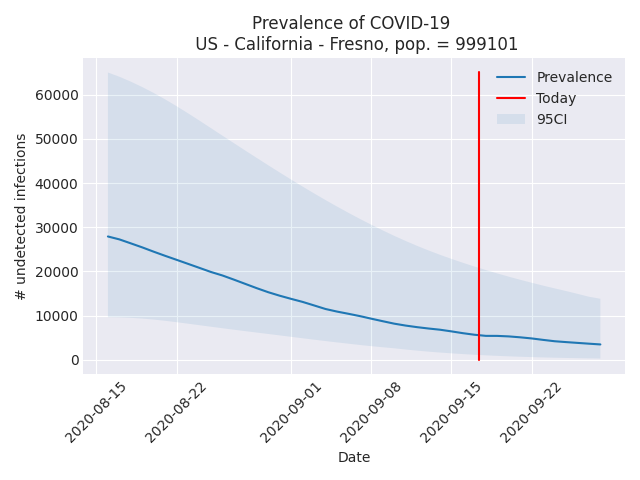 Prevalence of COVID-19
US - California - Fresno, pop. = 999101
Prevalence
Today
95CI
# undetected infections
60000
50000
40000
30000
20000
10000
0
2020-08-15
2020-08-22
2020-09-01
2020-09-08
2020-09-15
2020-09-22
Date